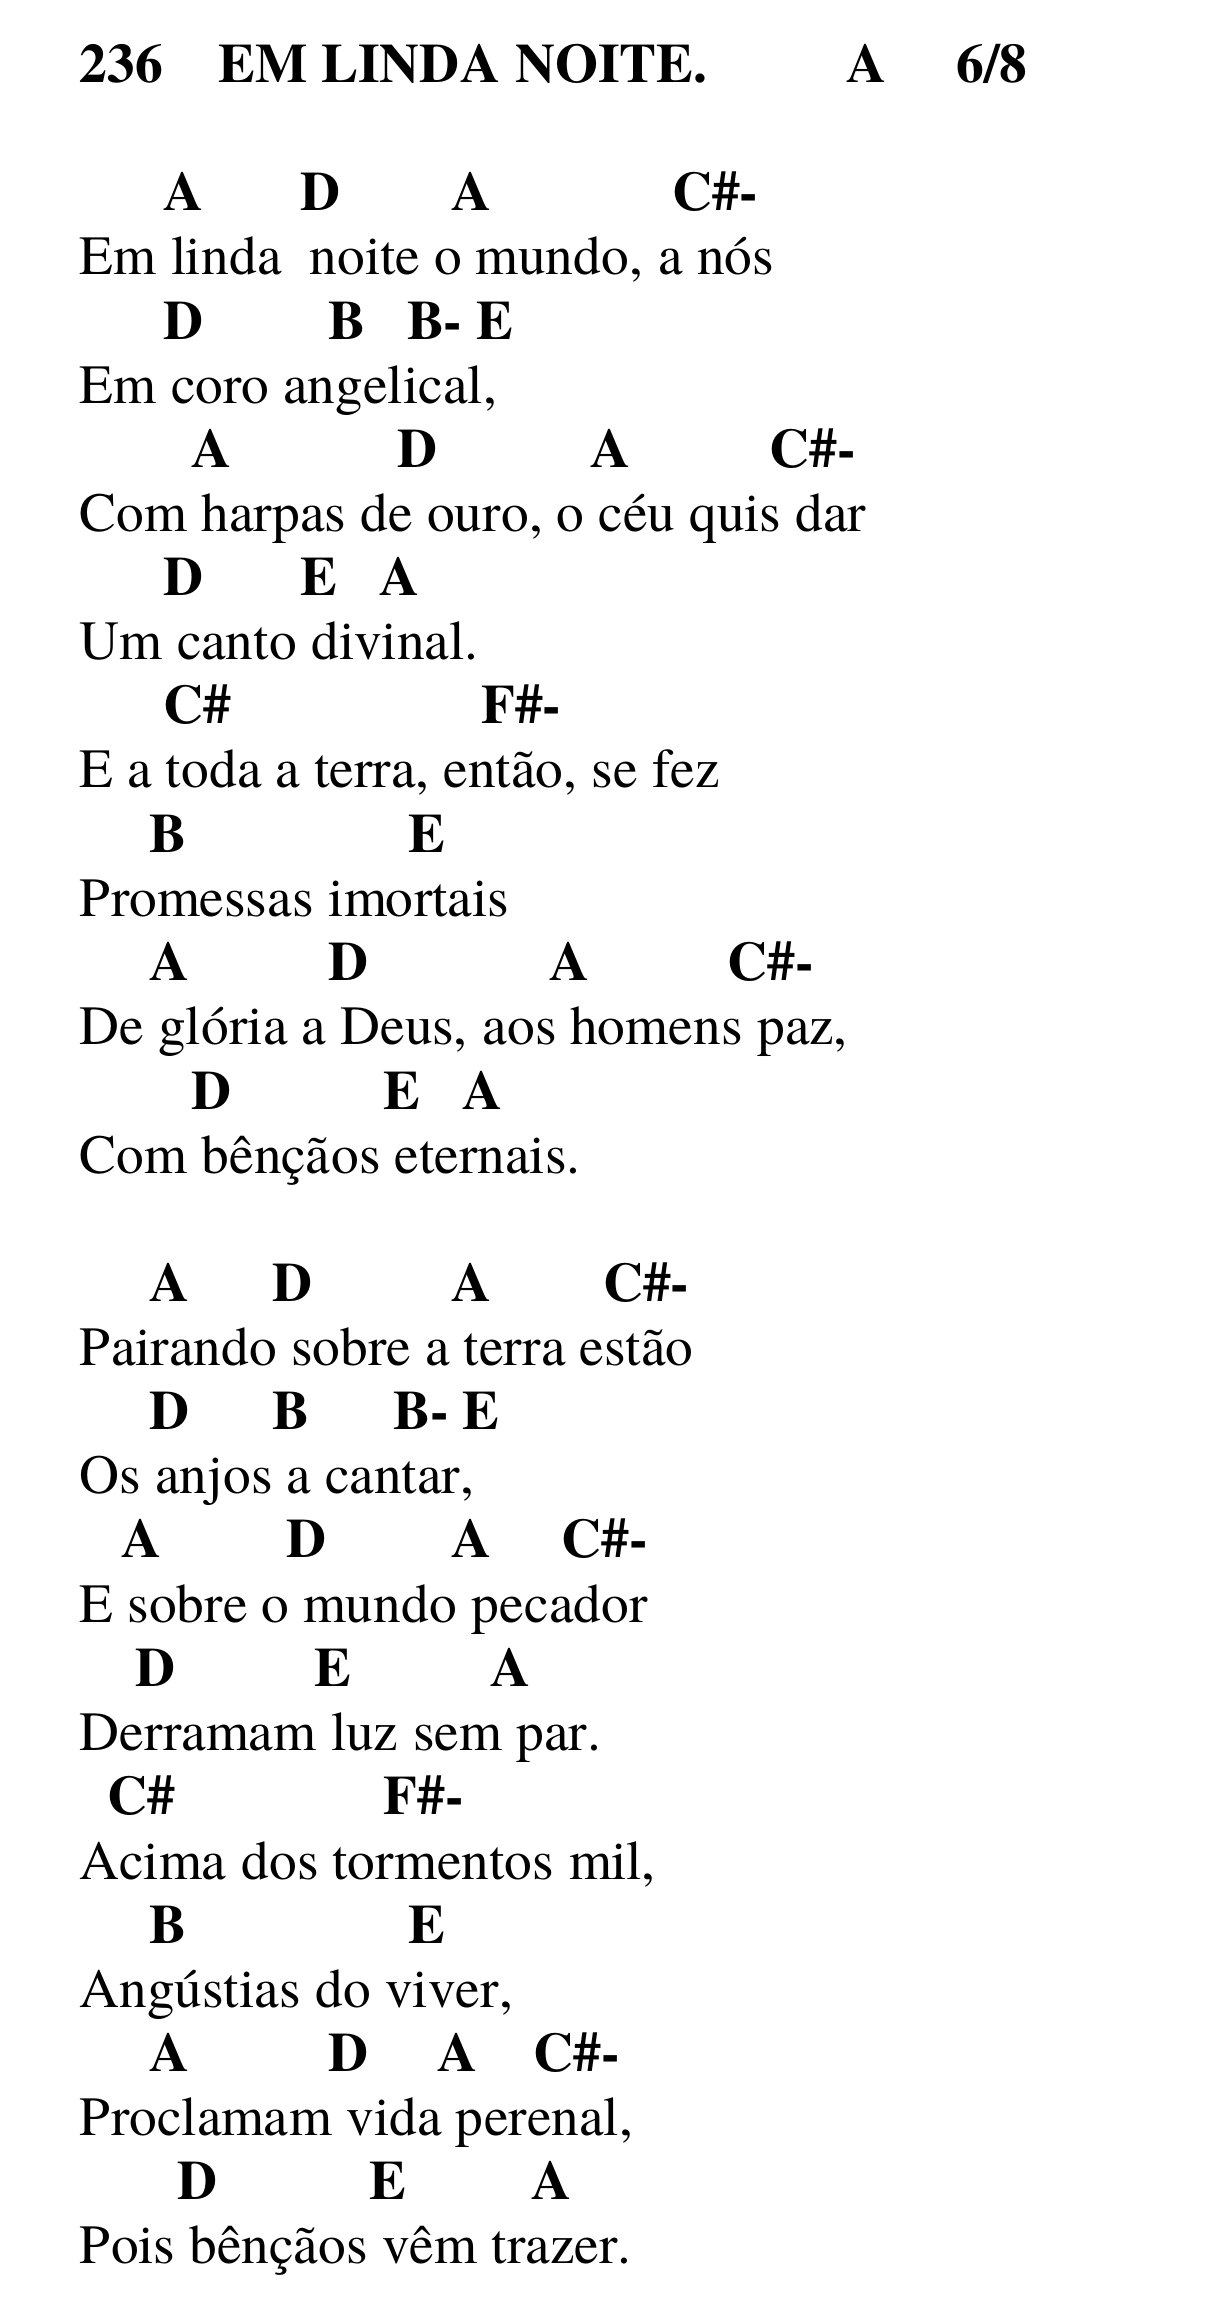 236 EM LINDA NOITE. A 6/8
A D A C#-
Em linda noite o mundo, a nós
D B B- E
Em coro angelical,
A D A C#-
Com harpas de ouro, o céu quis dar
D E A
Um canto divinal.
C# F#-
E a toda a terra, então, se fez
B E
Promessas imortais
A D A C#-
De glória a Deus, aos homens paz,
D E A
Com bênçãos eternais.
A D A C#-
Pairando sobre a terra estão
D B B- E
Os anjos a cantar,
A D A C#-
E sobre o mundo pecador
D E A
Derramam luz sem par.
C# F#-
Acima dos tormentos mil,
B E
Angústias do viver,
A D A C#-
Proclamam vida perenal,
D E A
Pois bênçãos vêm trazer.